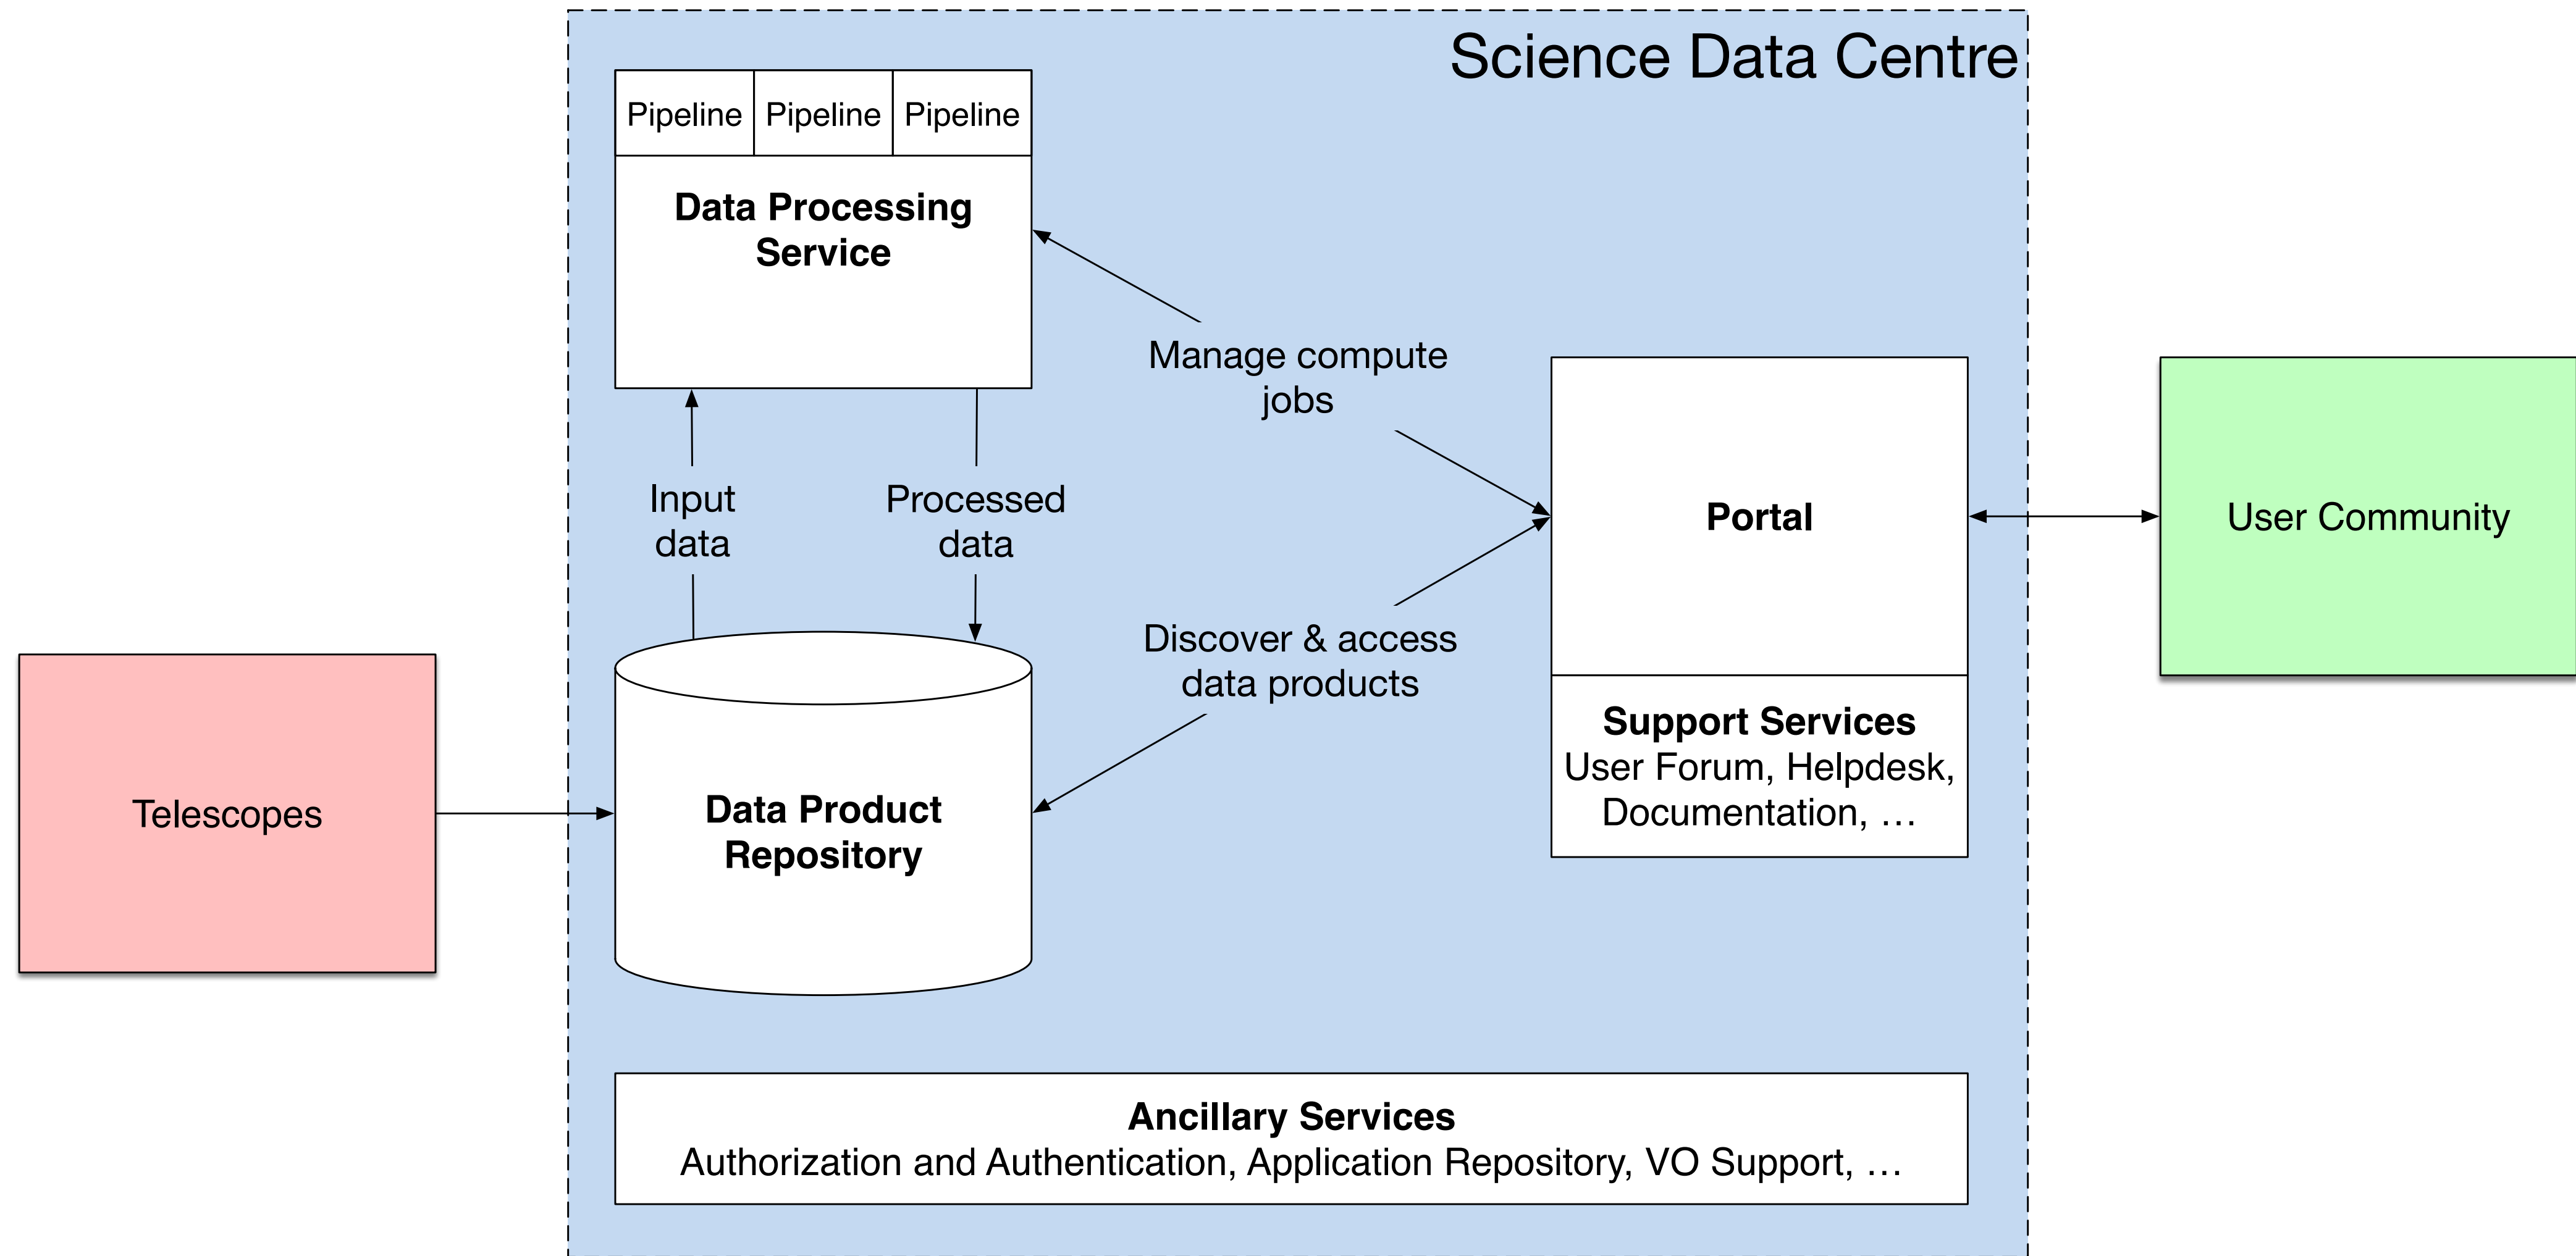 Science Data Centre
Pipeline Pipeline Pipeline
Data Processing
Service
Manage compute
jobs
Input
data
Processed
data
Portal
User Community
Discover & access
data products
Support Services
User Forum, Helpdesk,
Documentation, …
Telescopes
Data Product
Repository
Ancillary Services
Authorization and Authentication, Application Repository, VO Support, …